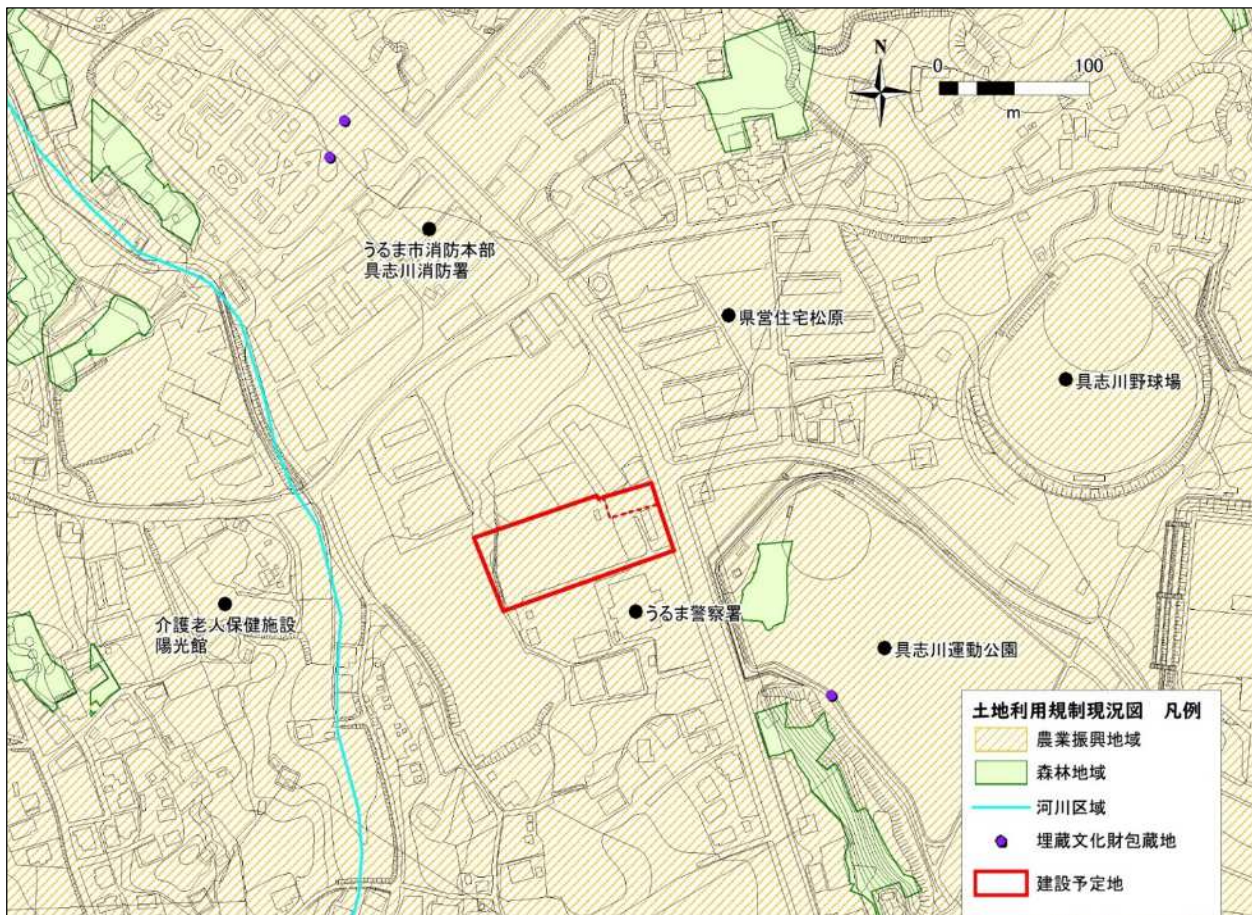 N
0 100
m
うるま市消防本部
具志川消防署
県営住宅松原
具志川野球場
うるま警察署
介護老人保健施設
陽光館
具志川運動公園
土地利用規制現況図 凡例
農業振興地域
森林地域
河川区域
埋蔵文化財包蔵地
建設予定地